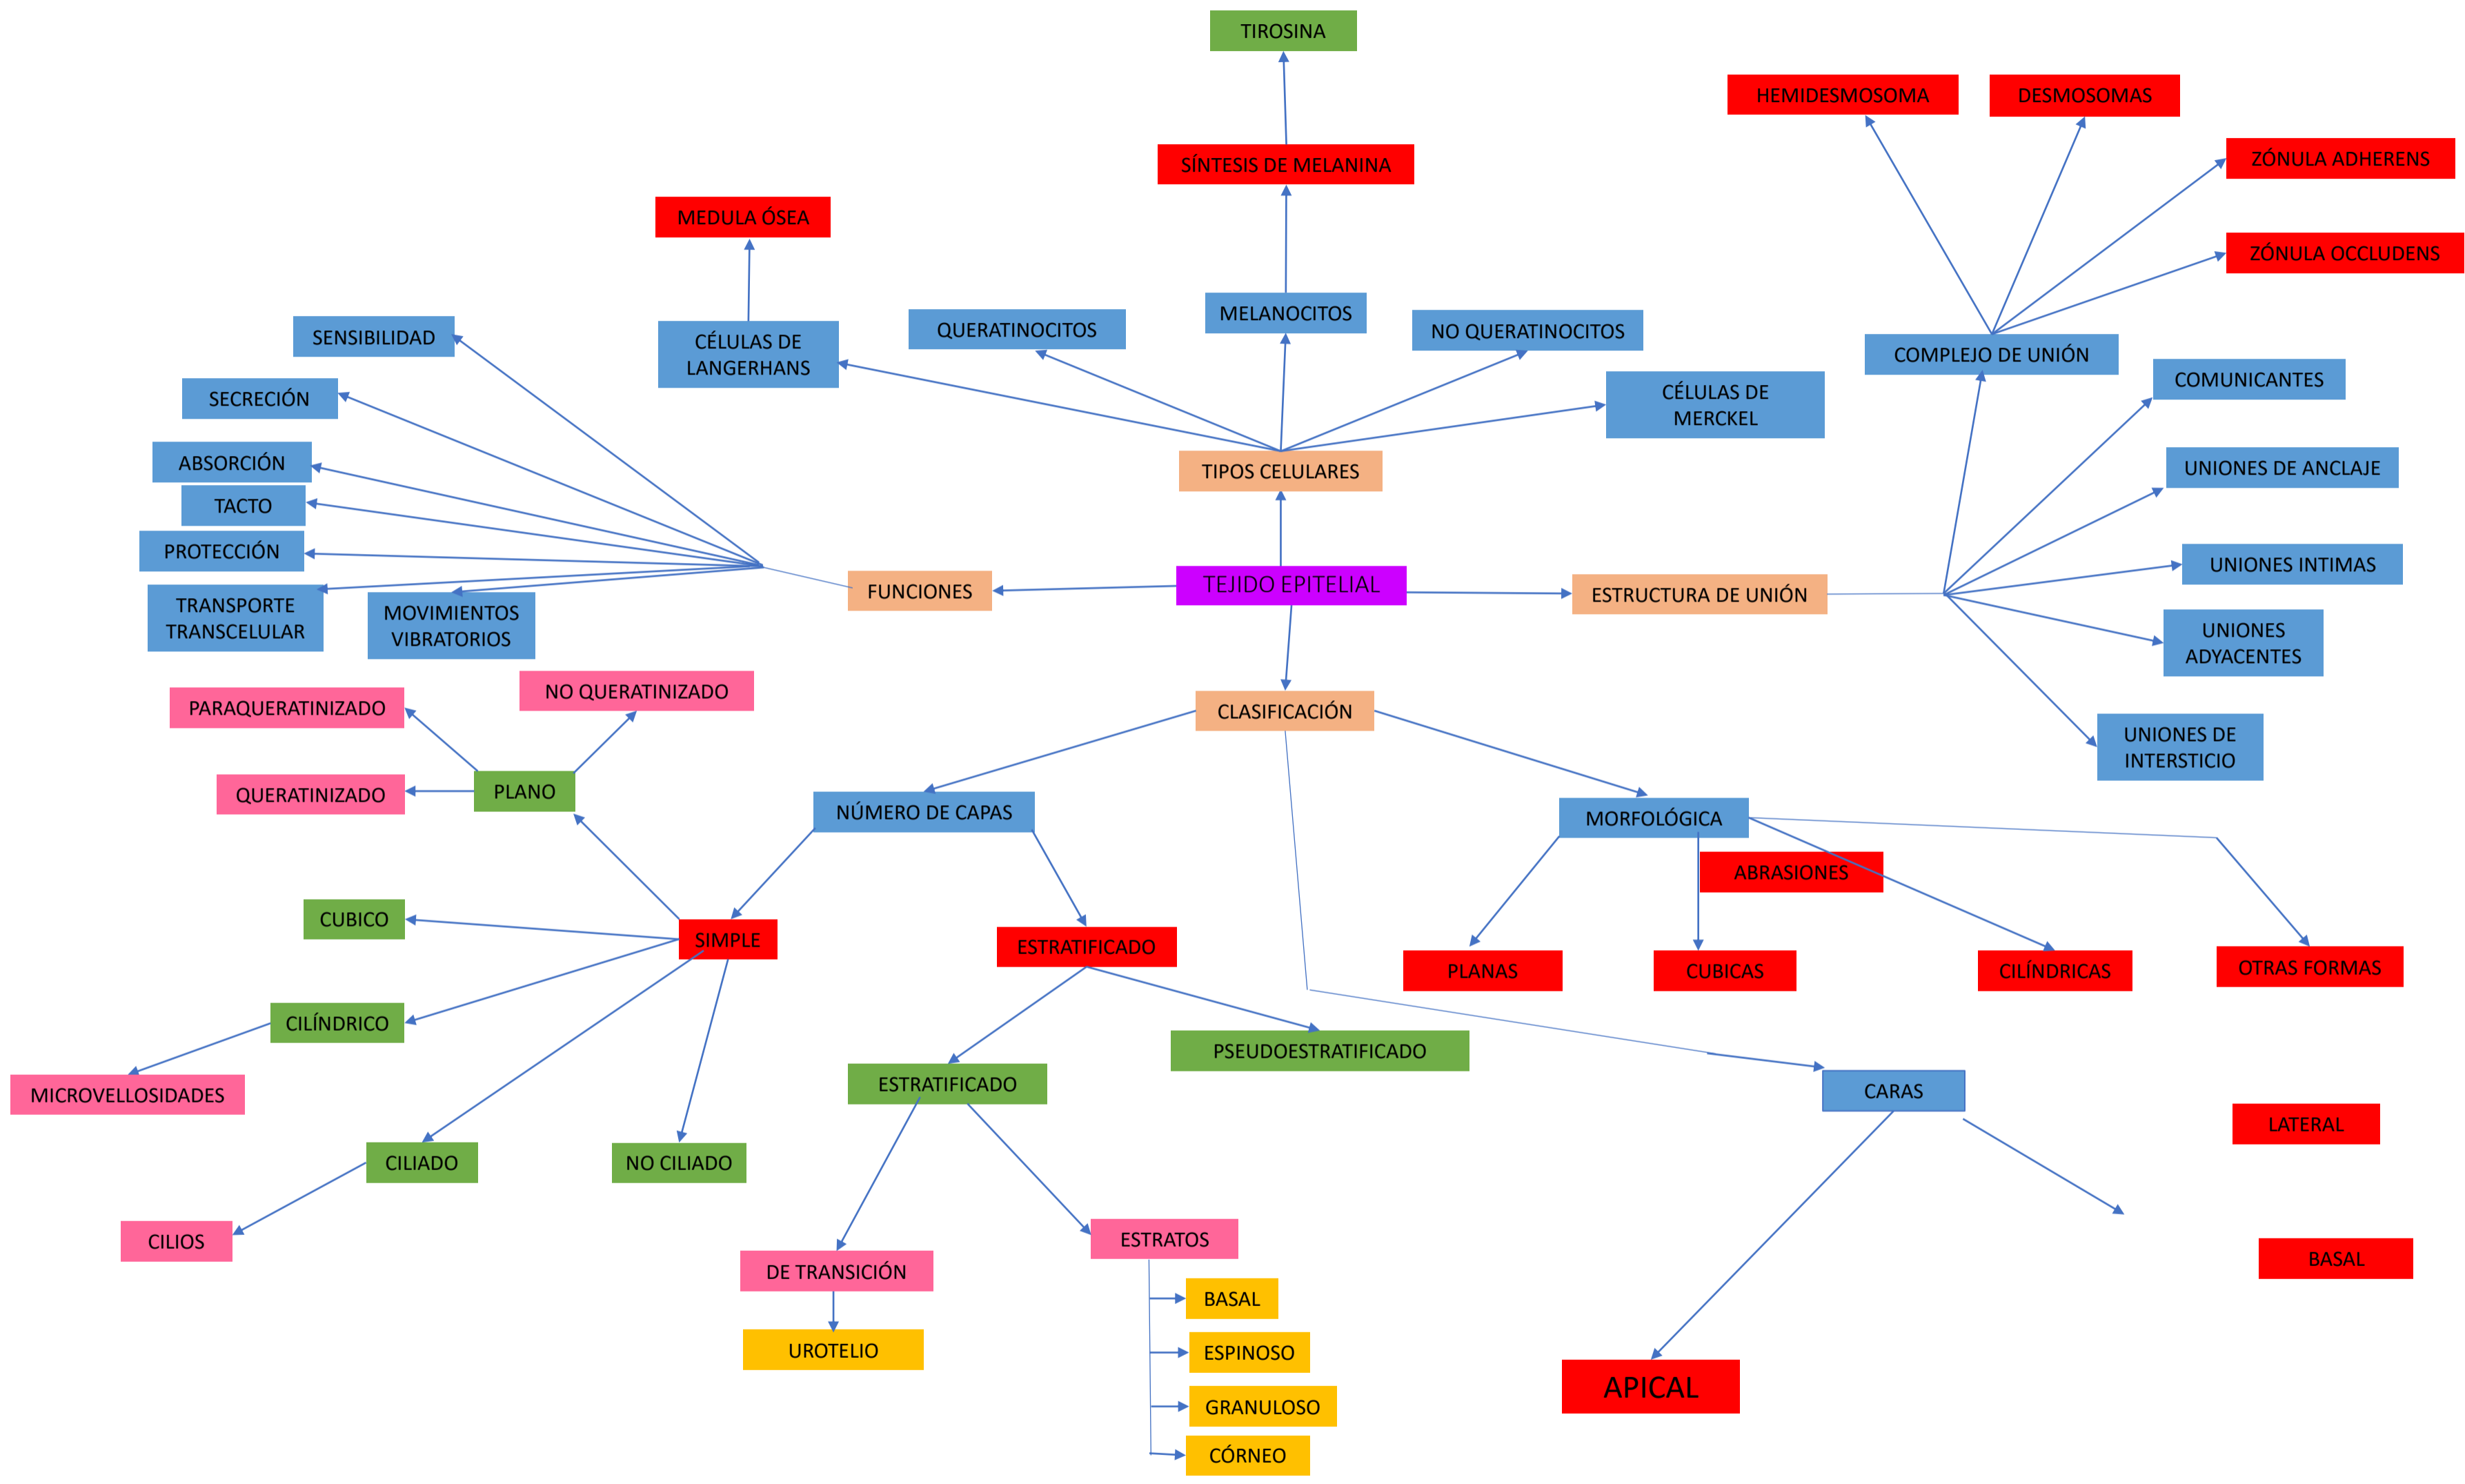 TIROSINA
HEMIDESMOSOMA
DESMOSOMAS
SÍNTESIS DE MELANINA
ZÓNULA ADHERENS
MEDULA ÓSEA
ZÓNULA OCCLUDENS
SENSIBILIDAD
CÉLULAS DE
LANGERHANS
QUERATINOCITOS
MELANOCITOS
NO QUERATINOCITOS
COMPLEJO DE UNIÓN
SECRECIÓN
CÉLULAS DE
MERCKEL
COMUNICANTES
ABSORCIÓN
TIPOS CELULARES
UNIONES DE ANCLAJE
TACTO
PROTECCIÓN
UNIONES INTIMAS
TRANSPORTE
TRANSCELULAR
MOVIMIENTOS
VIBRATORIOS
FUNCIONES
TEJIDO EPITELIAL
ESTRUCTURA DE UNIÓN
UNIONES
ADYACENTES
NO QUERATINIZADO
PARAQUERATINIZADO
CLASIFICACIÓN
UNIONES DE
INTERSTICIO
QUERATINIZADO
PLANO
NÚMERO DE CAPAS
MORFOLÓGICA
ABRASIONES
CUBICO
SIMPLE
ESTRATIFICADO
PLANAS
CUBICAS
CILÍNDRICAS
OTRAS FORMAS
CILÍNDRICO
PSEUDOESTRATIFICADO
MICROVELLOSIDADES
ESTRATIFICADO
CARAS
LATERAL
CILIADO
NO CILIADO
CILIOS
ESTRATOS
BASAL
DE TRANSICIÓN
BASAL
UROTELIO
ESPINOSO
APICAL
GRANULOSO
CÓRNEO